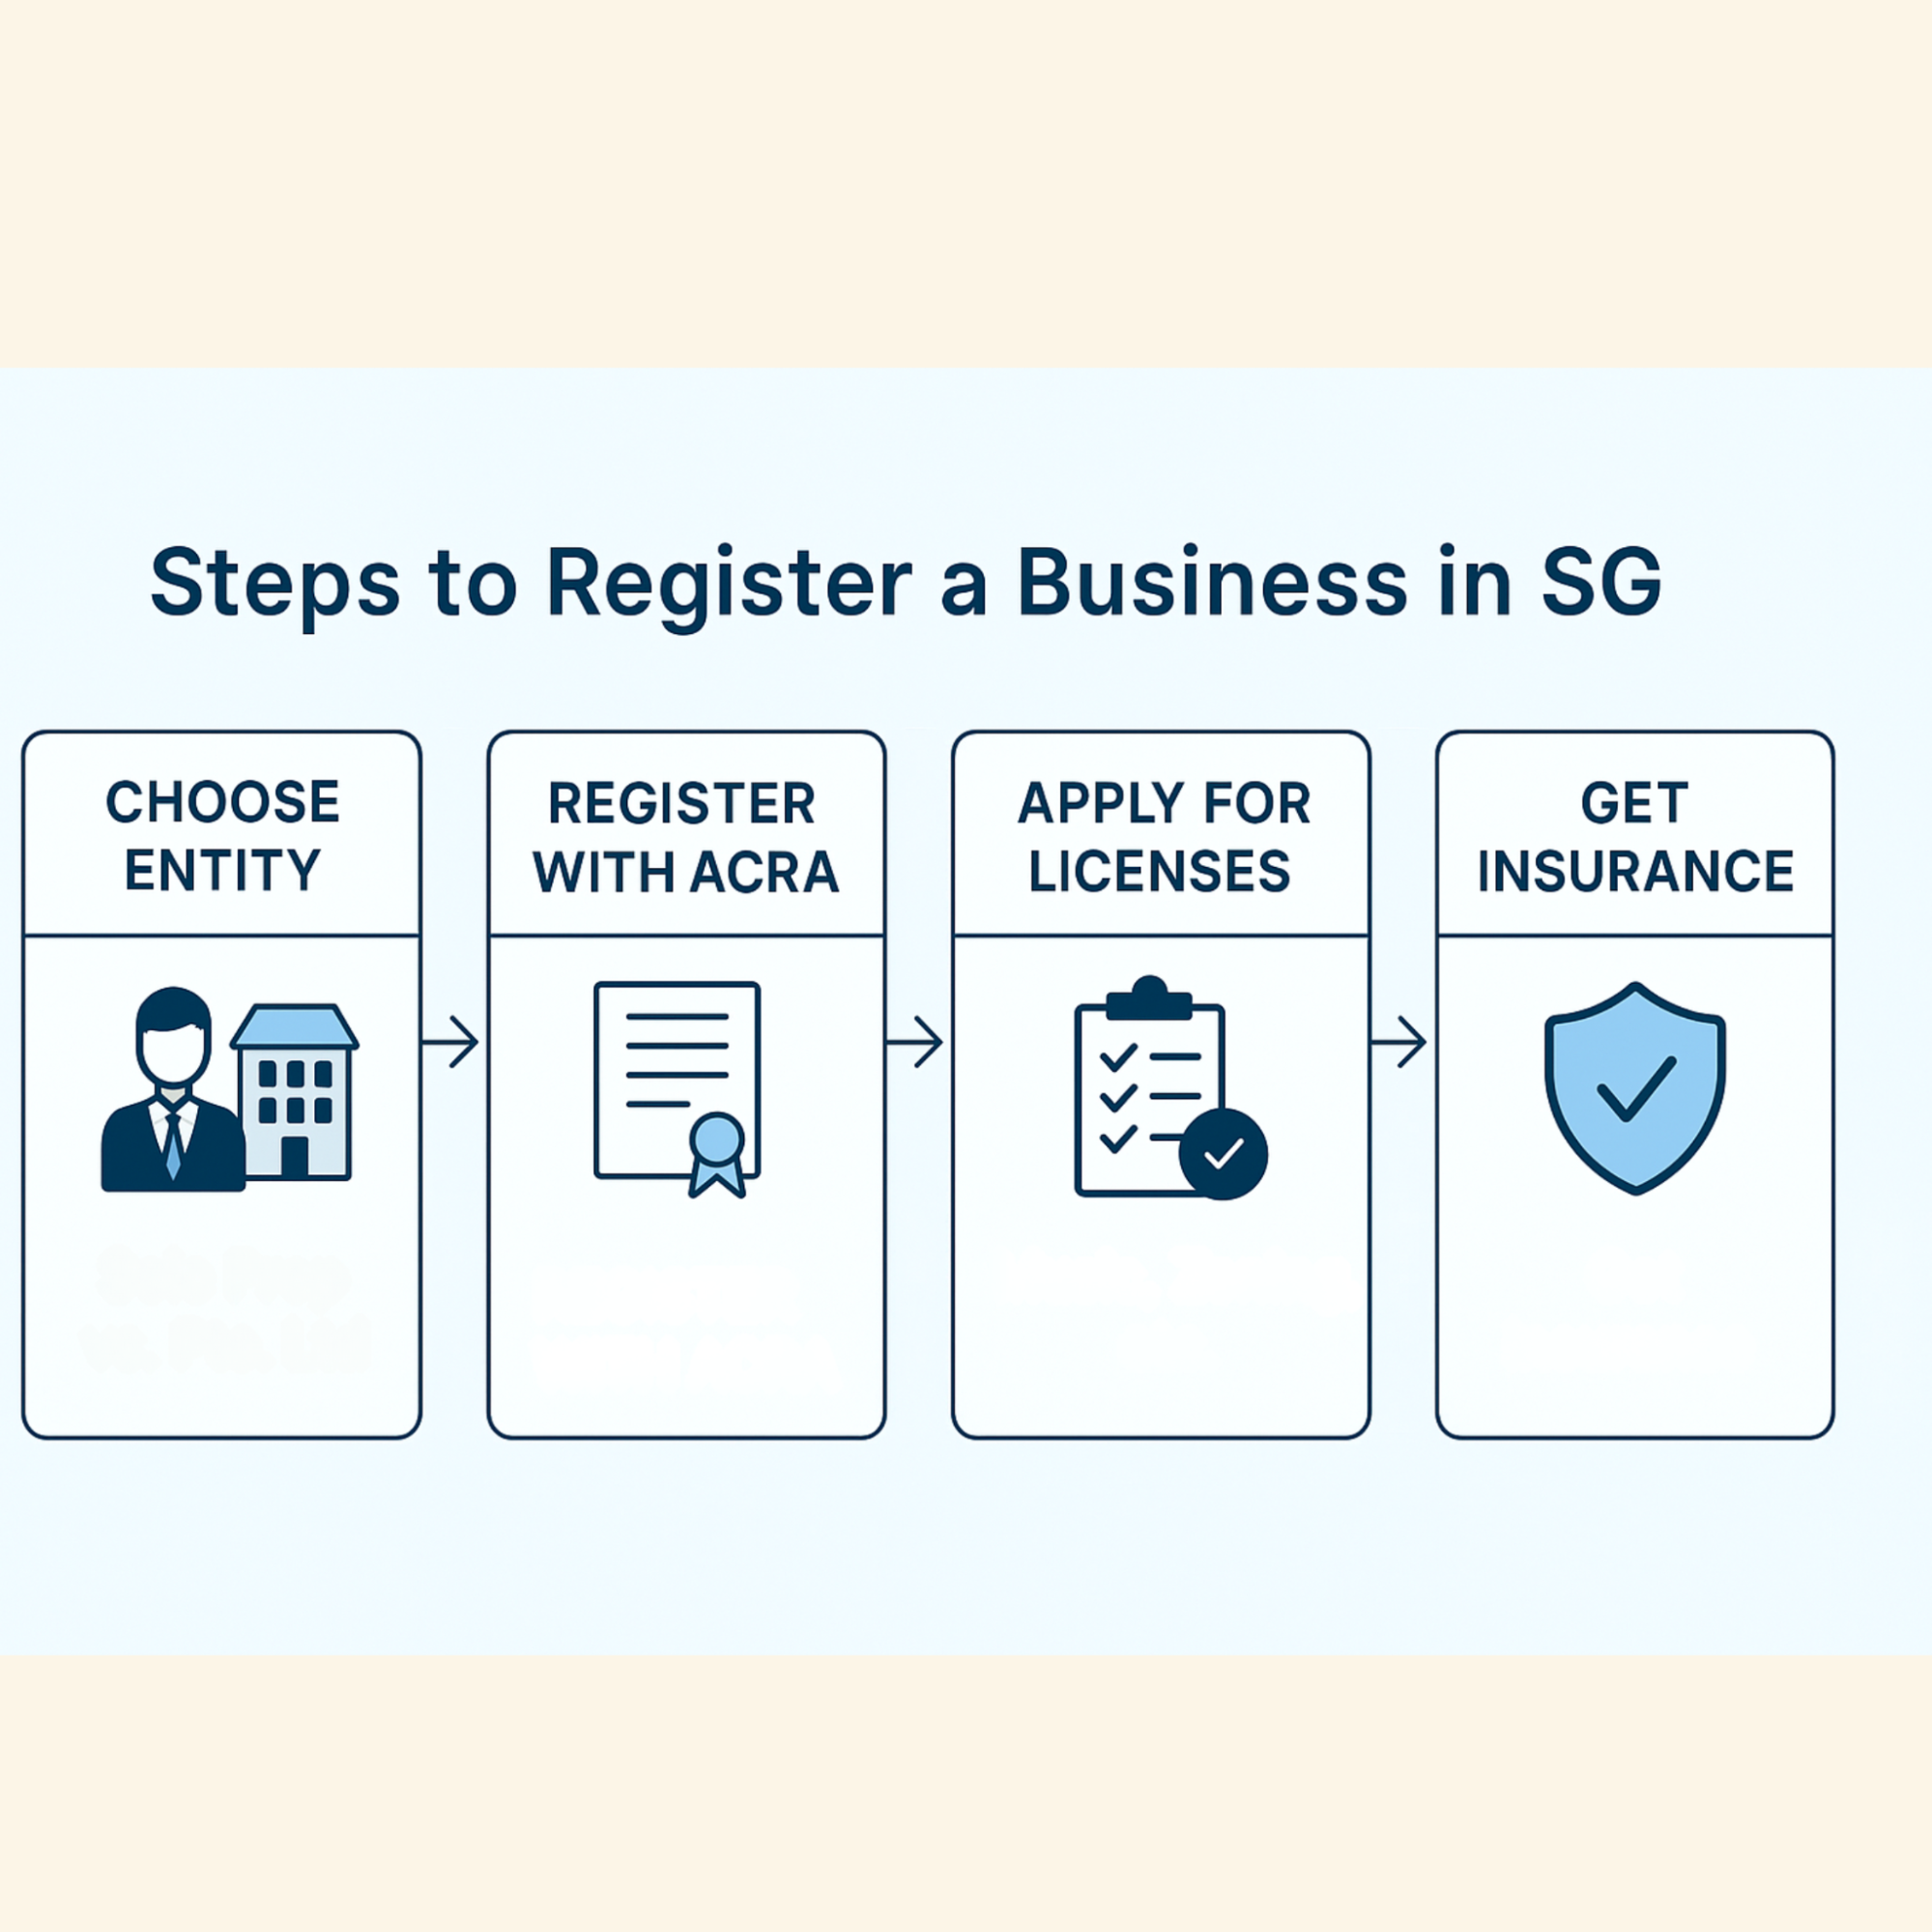 Steps to Register a Business in SG
CHOOSE
ENTITY
REGISTER
WITH ACRA
APPLY FOR
LICENSES
GET
INSURANCE